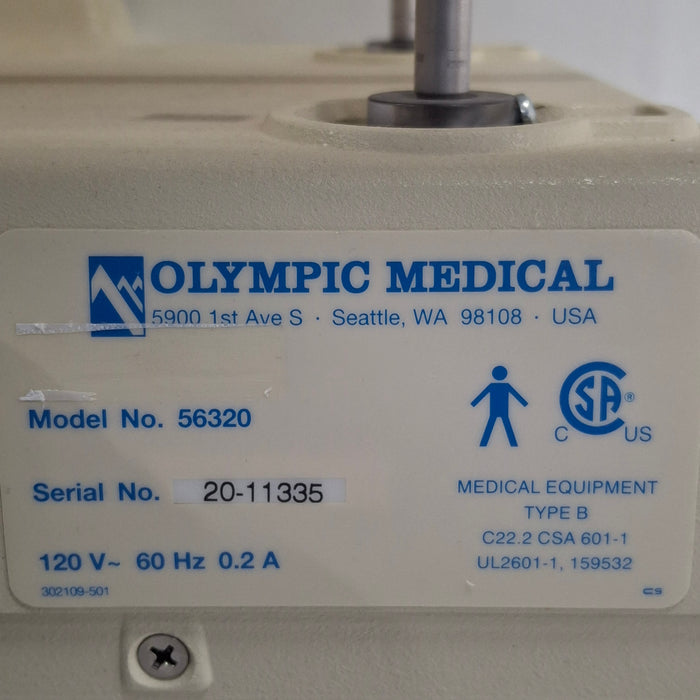 OLYMPIC MEDICAL
5900 1st Ave S · Seattle, WA 98108 · USA
Model No. 56320
Serial No. 20-11335
120 V~ 60 Hz 0.2 A
302109-501
CSA ®
C US
MEDICAL EQUIPMENT
TYPE B
C22.2 CSA 601-1
UL2601-1, 159532